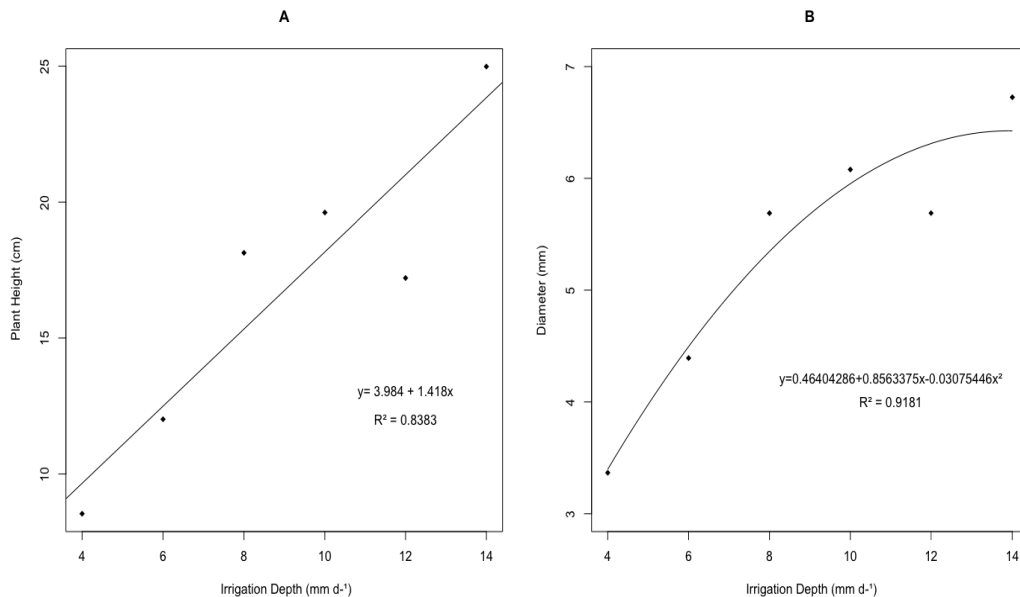 A
Plant Height (cm)
25
20
15
10
y= 3.984 + 1.418x
R² = 0.8383
4 6 8 10 12 14
Irrigation Depth (mm d-¹)
B
Diameter (mm)
7
6
5
4
3
y=0.46404286+0.8563375x-0.03075446x²
R² = 0.9181
4 6 8 10 12 14
Irrigation Depth (mm d-¹)